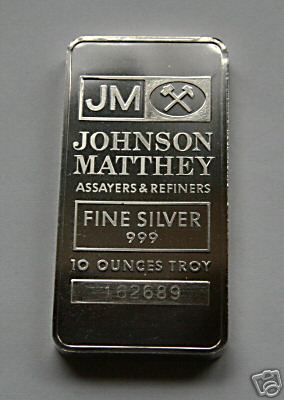 JM
JOHNSON
MATTHEY
ASSAYERS & REFINERS
FINE SILVER
999
10 OUNCES TROY
162689